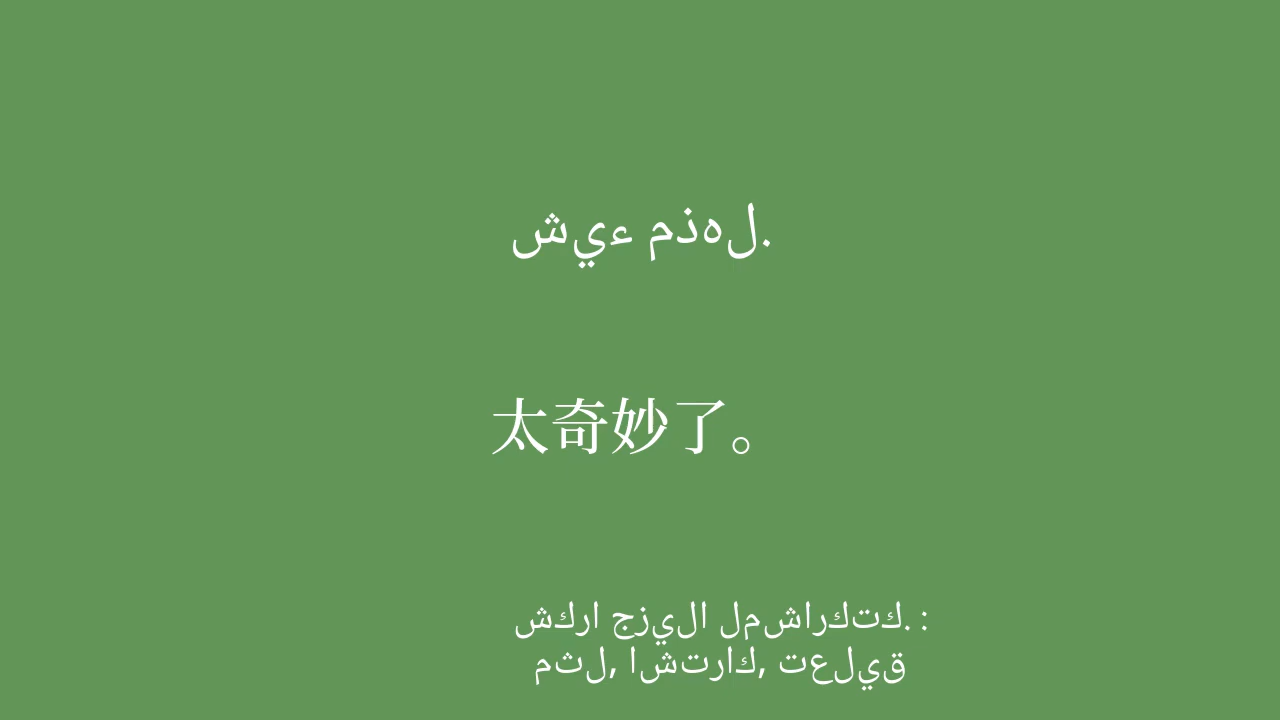 شيء مذهل.
太奇妙了。
شكرا جزيلا لمشاركتك. :
مثل, اشتراك, تعليق